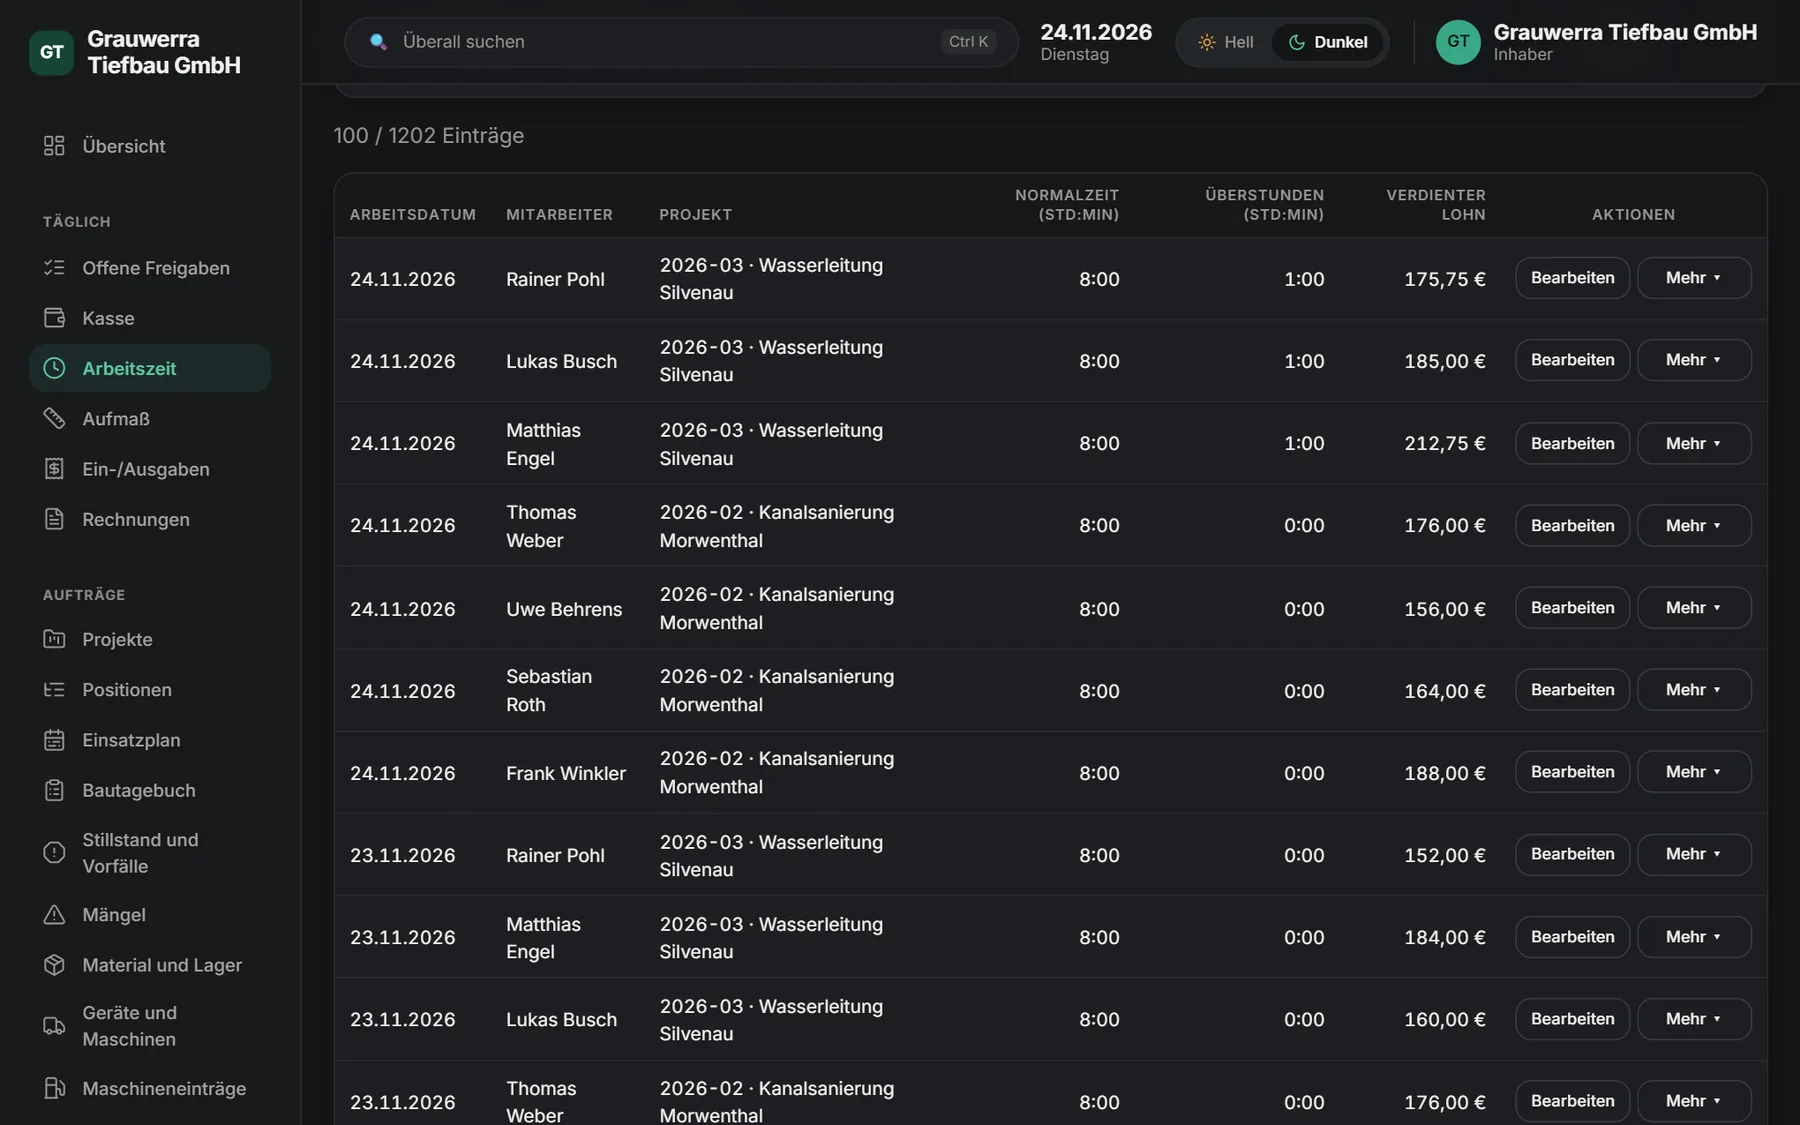 GT
Grauwerra
Tiefbau GmbH
Übersicht
TÄGLICH
Offene Freigaben
Kasse
Arbeitszeit
Aufmaß
Ein-/Ausgaben
Rechnungen
AUFTRÄGE
Projekte
Positionen
Einsatzplan
Bautagebuch
Stillstand und
Vorfälle
Mängel
Material und Lager
Geräte und
Maschinen
Maschineneinträge
Überall suchen
Ctrl K
24.11.2026
Dienstag
Hell
Dunkel
GT
Grauwerra Tiefbau GmbH
Inhaber
100 / 1202 Einträge
ARBEITSDATUM MITARBEITER PROJEKT NORMALZEIT (STD:MIN) ÜBERSTUNDEN (STD:MIN) VERDIENTER LOHN AKTIONEN
24.11.2026 Rainer Pohl 2026-03 · Wasserleitung Silvenau 8:00 1:00 175,75 € Bearbeiten Mehr ▾
24.11.2026 Lukas Busch 2026-03 · Wasserleitung Silvenau 8:00 1:00 185,00 € Bearbeiten Mehr ▾
24.11.2026 Matthias Engel 2026-03 · Wasserleitung Silvenau 8:00 1:00 212,75 € Bearbeiten Mehr ▾
24.11.2026 Thomas Weber 2026-02 · Kanalsanierung Morwenthal 8:00 0:00 176,00 € Bearbeiten Mehr ▾
24.11.2026 Uwe Behrens 2026-02 · Kanalsanierung Morwenthal 8:00 0:00 156,00 € Bearbeiten Mehr ▾
24.11.2026 Sebastian Roth 2026-02 · Kanalsanierung Morwenthal 8:00 0:00 164,00 € Bearbeiten Mehr ▾
24.11.2026 Frank Winkler 2026-02 · Kanalsanierung Morwenthal 8:00 0:00 188,00 € Bearbeiten Mehr ▾
23.11.2026 Rainer Pohl 2026-03 · Wasserleitung Silvenau 8:00 0:00 152,00 € Bearbeiten Mehr ▾
23.11.2026 Matthias Engel 2026-03 · Wasserleitung Silvenau 8:00 0:00 184,00 € Bearbeiten Mehr ▾
23.11.2026 Lukas Busch 2026-03 · Wasserleitung Silvenau 8:00 0:00 160,00 € Bearbeiten Mehr ▾
23.11.2026 Thomas Weber 2026-02 · Kanalsanierung Morwenthal 8:00 0:00 176,00 € Bearbeiten Mehr ▾